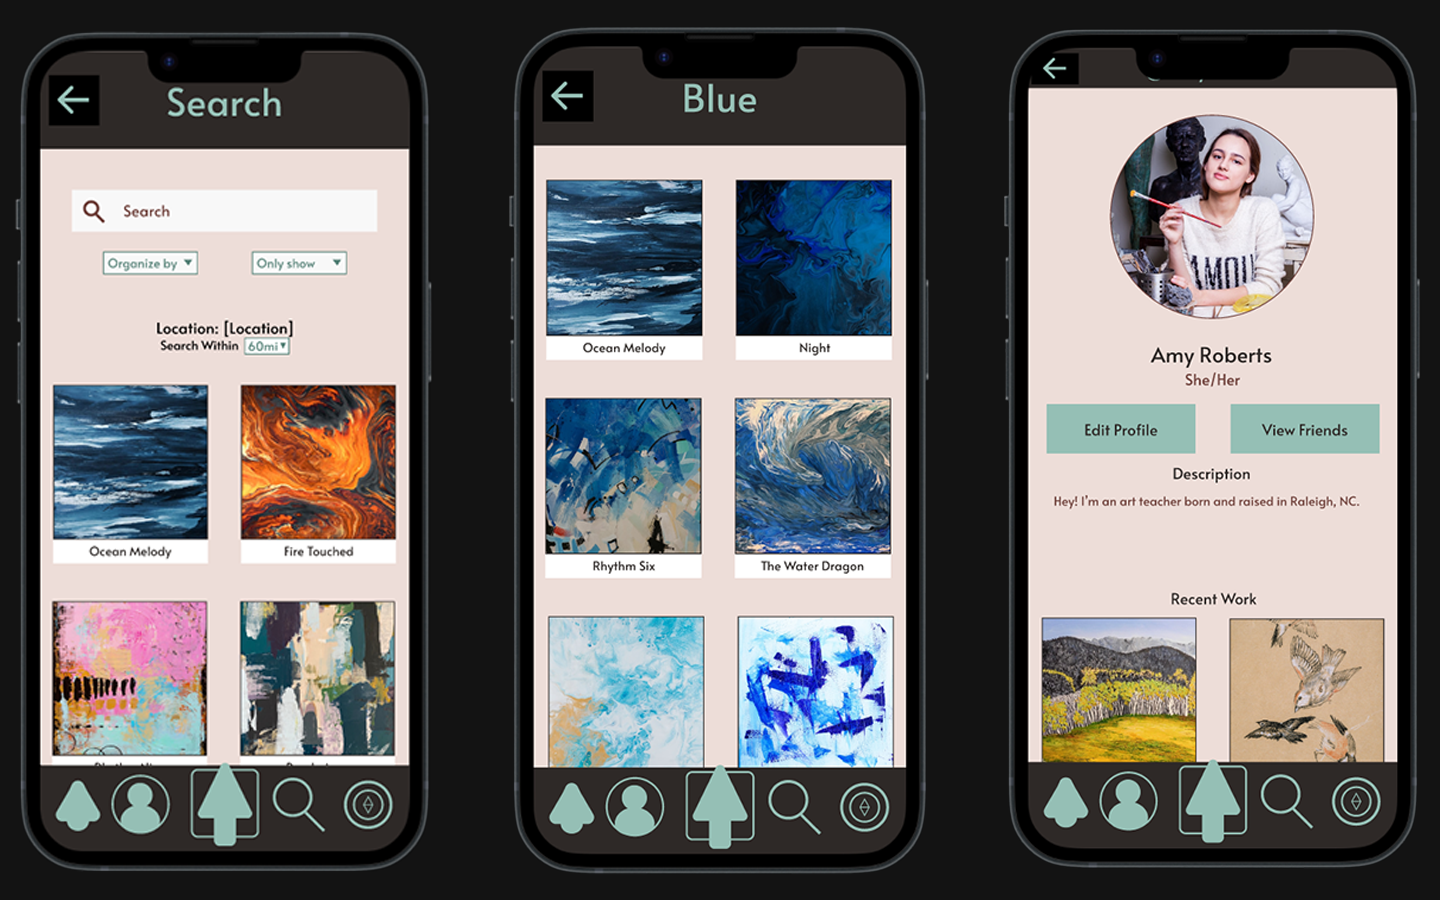 Search
Search
Organize by
Only show
Location: [Location]
Search Within 60mi
Ocean Melody
Fire Touched
Blue
Ocean Melody
Night
Rhythm Six
The Water Dragon
AMOU
Amy Roberts
She/Her
Edit Profile
View Friends
Description
Hey! I'm an art teacher born and raised in Raleigh, NC.
Recent Work